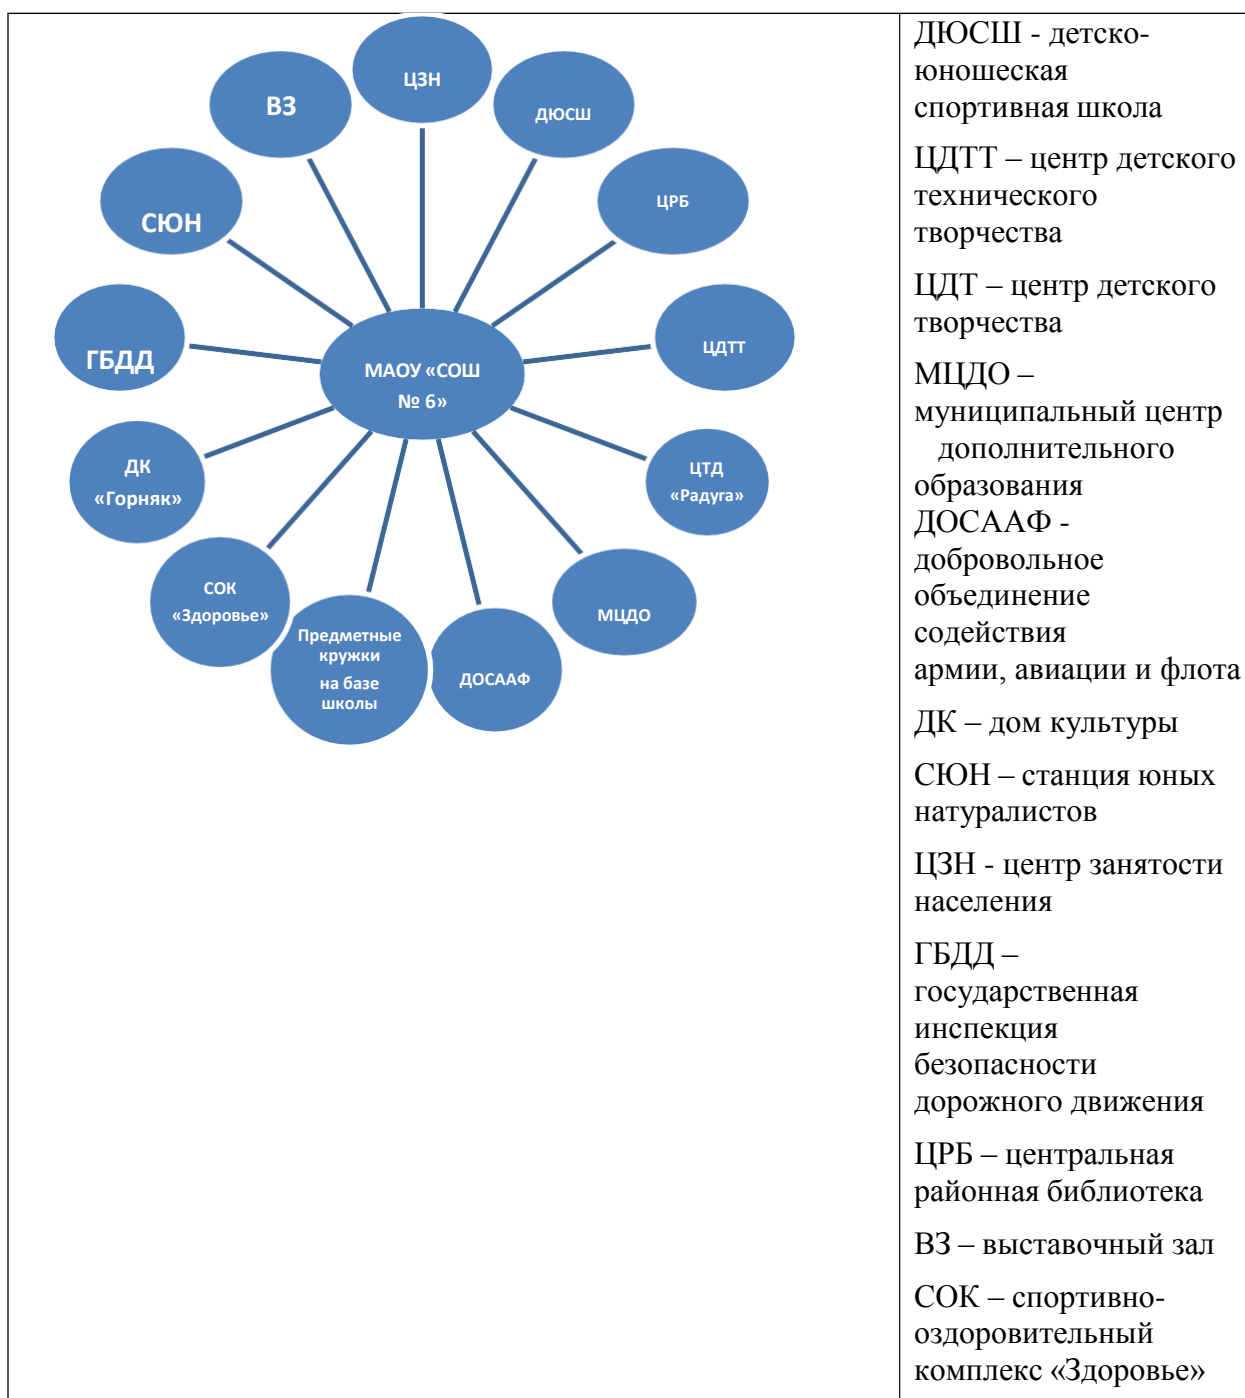 ЦЗН
ВЗ
ДЮСШ
СЮН
ЦРБ
ГБДД
ЦДТТ
МАОУ «СОШ
№ 6»
ДК
«Горняк»
ЦТД
«Радуга»
СОК
«Здоровье»
МЦДО
Предметные
кружки
на базе
школы
ДОСААФ
ДЮСШ - детско-
юношеская
спортивная школа
ЦДТТ – центр детского
технического
творчества
ЦДТ – центр детского
творчества
МЦДО –
муниципальный центр
дополнительного
образования
ДОСААФ -
добровольное
объединение
содействия
армии, авиации и флота
ДК – дом культуры
СЮН – станция юных
натуралистов
ЦЗН - центр занятости
населения
ГБДД –
государственная
инспекция
безопасности
дорожного движения
ЦРБ – центральная
районная библиотека
ВЗ – выставочный зал
СОК – спортивно-
оздоровительный
комплекс «Здоровье»